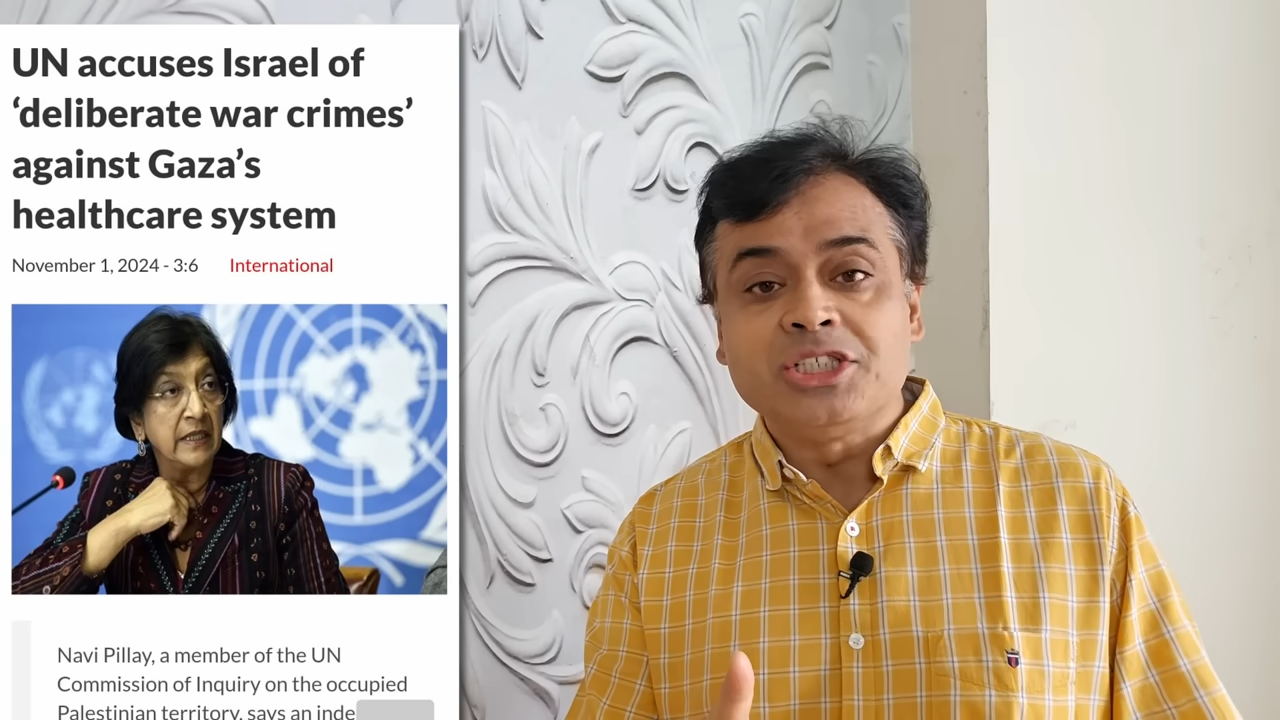 UN accuses Israel of
‘deliberate war crimes’
against Gaza’s
healthcare system
November 1, 2024 - 3:6 International
Navi Pillay, a member of the UN
Commission of Inquiry on the occupied
Palestinian territory, says an